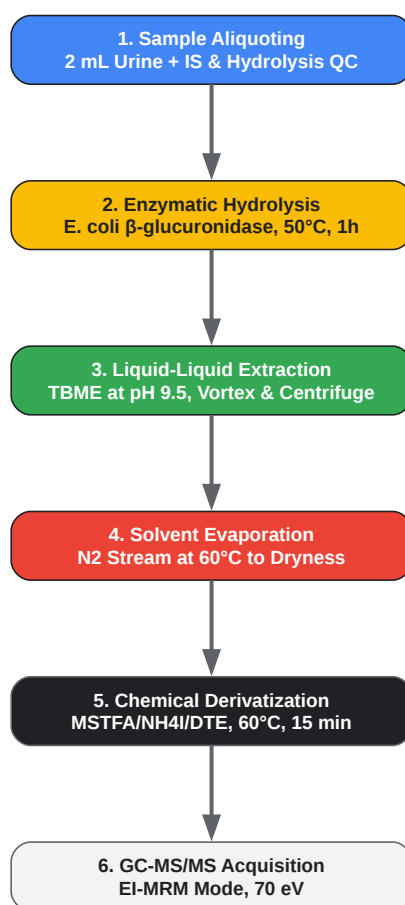 1. Sample Aliquoting
2 mL Urine + IS & Hydrolysis QC
2. Enzymatic Hydrolysis
E. coli β-glucuronidase, 50°C, 1h
3. Liquid-Liquid Extraction
TBME at pH 9.5, Vortex & Centrifuge
4. Solvent Evaporation
N2 Stream at 60°C to Dryness
5. Chemical Derivatization
MSTFA/NH4I/DTE, 60°C, 15 min
6. GC-MS/MS Acquisition
EI-MRM Mode, 70 eV